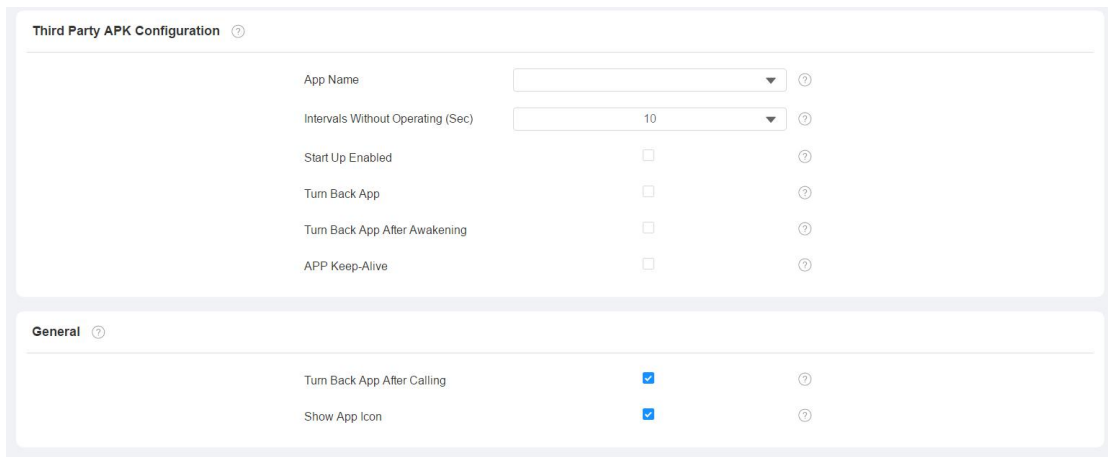 Third Party APK Configuration ?
App Name ?
Intervals Without Operating (Sec) 10 ?
Start Up Enabled ?
Turn Back App ?
Turn Back App After Awakening ?
APP Keep-Alive ?
General ?
Turn Back App After Calling ?
Show App Icon ?